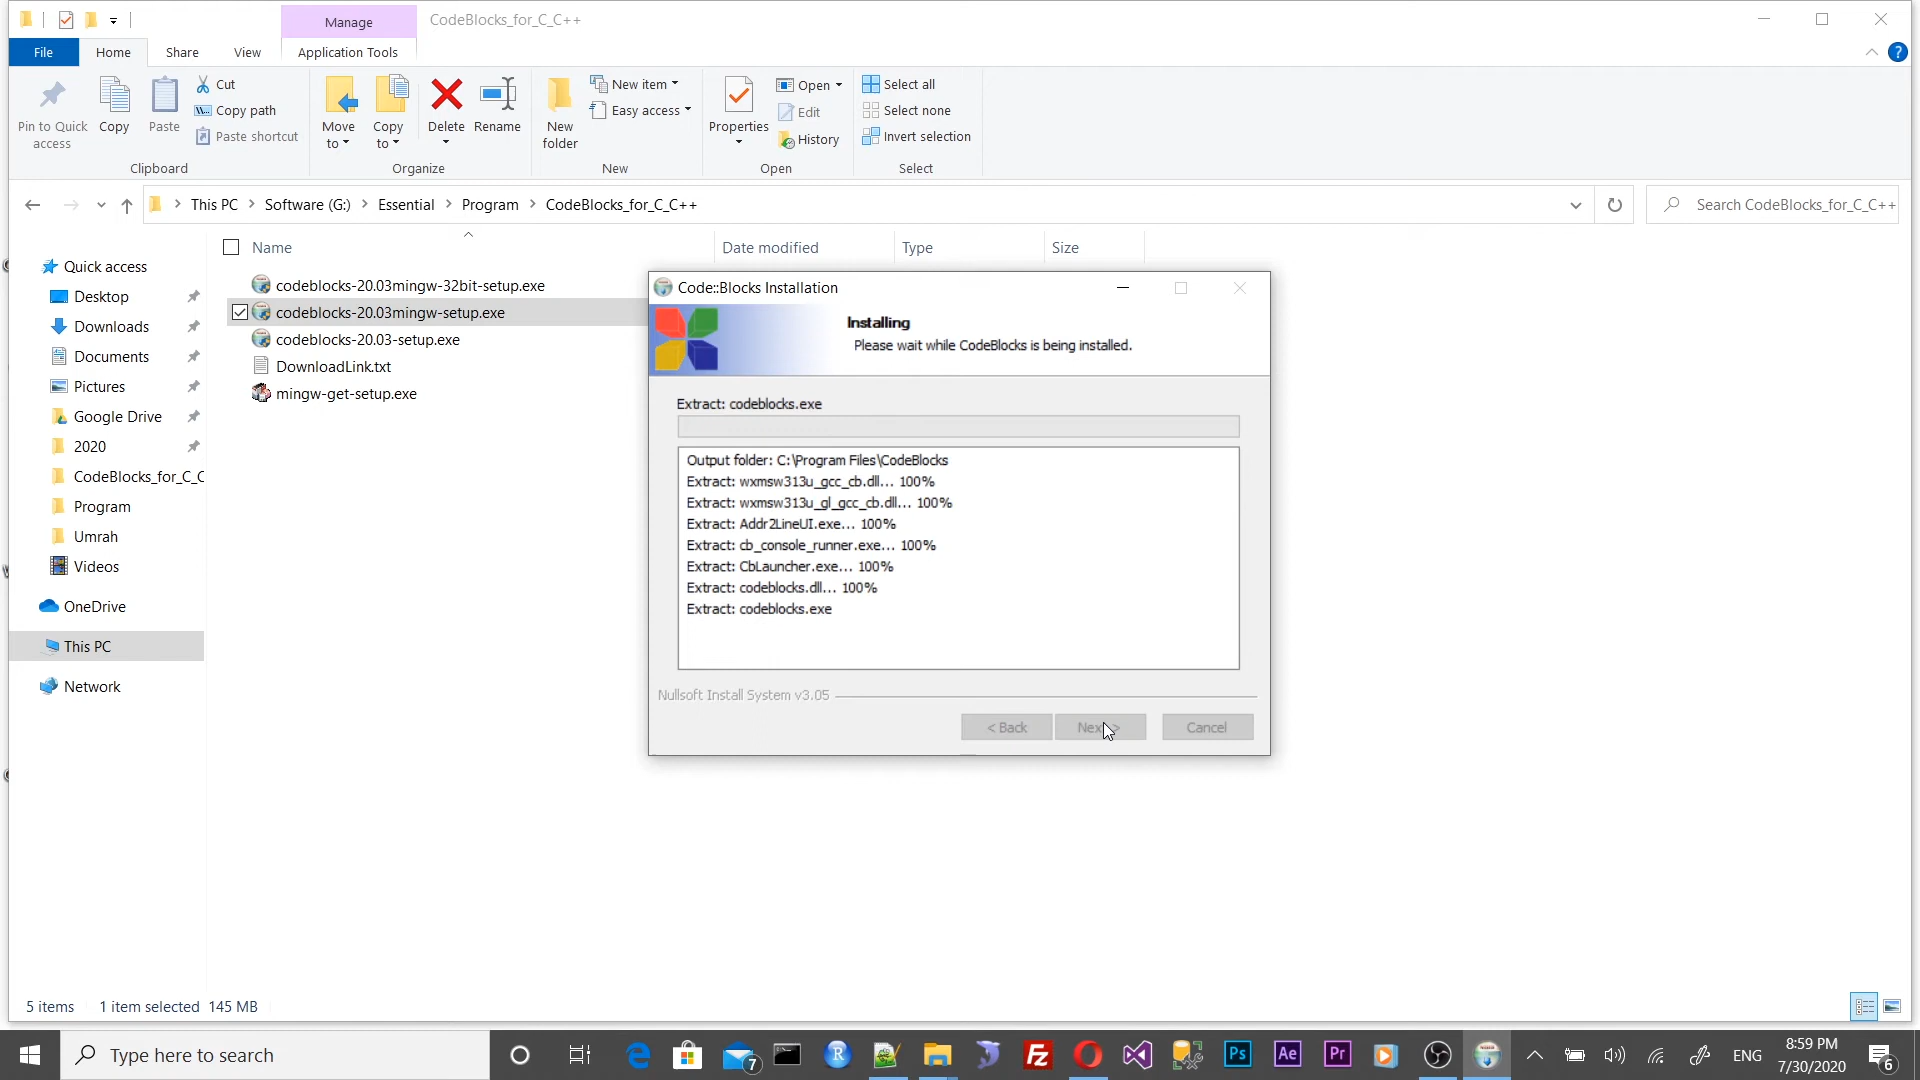 Manage
CodeBlocks_for_C_C++
File
Home
Share
View
Application Tools
Pin to Quick access
Copy
Paste
Cut
Copy path
Paste shortcut
Clipboard
Move to
Copy to
Delete
Rename
Organize
New folder
New item
Easy access
New
Properties
Open
Edit
History
Open
Select all
Select none
Invert selection
Select
This PC > Software (G:) > Essential > Program > CodeBlocks_for_C_C++
Search CodeBlocks_for_C_C++
Name
Date modified
Type
Size
Quick access
Desktop
Downloads
Documents
Pictures
Google Drive
2020
CodeBlocks_for_C_C
Program
Umrah
Videos
OneDrive
This PC
Network
codeblocks-20.03mingw-32bit-setup.exe
codeblocks-20.03mingw-setup.exe
codeblocks-20.03-setup.exe
DownloadLink.txt
mingw-get-setup.exe
Code::Blocks Installation
Installing
Please wait while CodeBlocks is being installed.
Extract: codeblocks.exe
Output folder: C:\Program Files\CodeBlocks
Extract: wxmsw313u_gcc_cb.dll... 100%
Extract: wxmsw313u_gl_gcc_cb.dll... 100%
Extract: Addr2LineUI.exe... 100%
Extract: cb_console_runner.exe... 100%
Extract: CbLauncher.exe... 100%
Extract: codeblocks.dll... 100%
Extract: codeblocks.exe
Nullsoft Install System v3.05
< Back
Next >
Cancel
5 items
1 item selected 145 MB
Type here to search
7
R
Fz
Ps
Ae
Pr
ENG
8:59 PM
7/30/2020
6